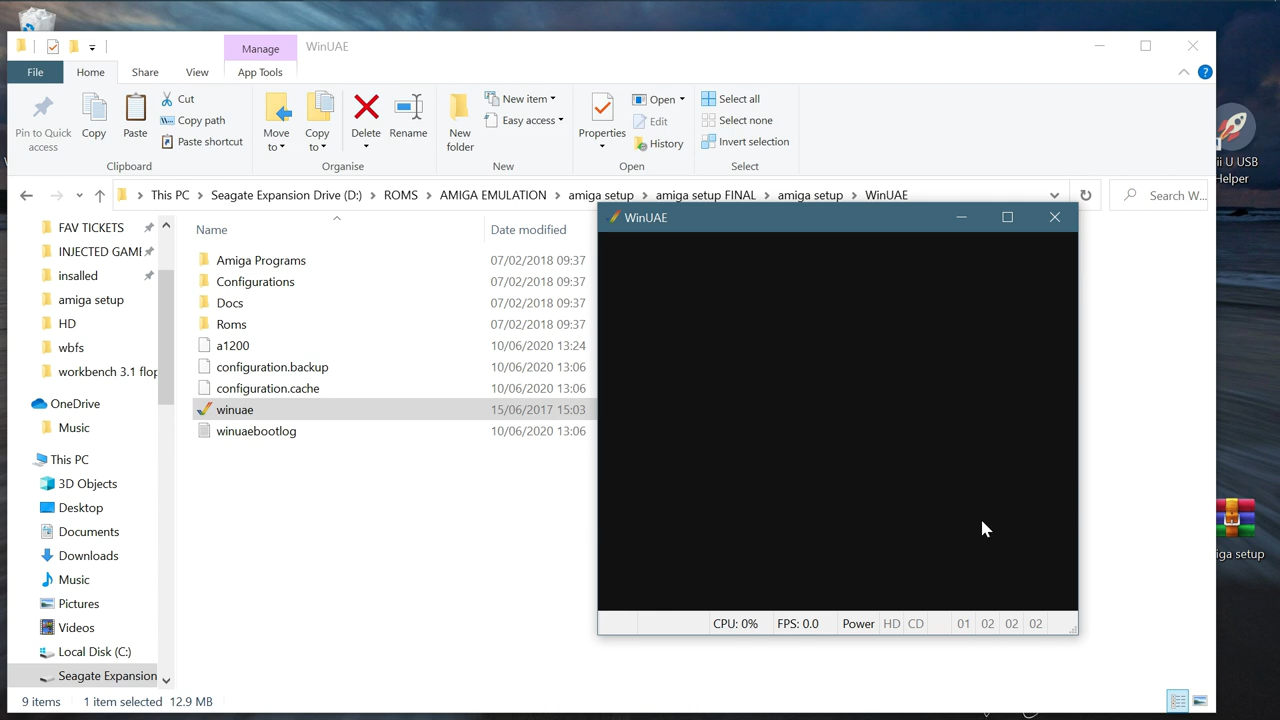 Manage
WinUAE
File
Home
Share
View
App Tools
Pin to Quick access
Copy
Paste
Cut
Copy path
Paste shortcut
Clipboard
Move to
Copy to
Delete
Rename
Organise
New folder
New item
Easy access
New
Properties
Open
Edit
History
Open
Select all
Select none
Invert selection
Select
This PC
Seagate Expansion Drive (D:)
ROMS
AMIGA EMULATION
amiga setup
amiga setup FINAL
amiga setup
WinUAE
Search W...
FAV TICKETS
INJECTED GAMI
insalled
amiga setup
HD
wbfs
workbench 3.1 flop
OneDrive
Music
This PC
3D Objects
Desktop
Documents
Downloads
Music
Pictures
Videos
Local Disk (C:)
Seagate Expansion
Name
Date modified
Amiga Programs
07/02/2018 09:37
Configurations
07/02/2018 09:37
Docs
07/02/2018 09:37
Roms
07/02/2018 09:37
a1200
10/06/2020 13:24
configuration.backup
10/06/2020 13:06
configuration.cache
10/06/2020 13:06
winuae
15/06/2017 15:03
winuaebootlog
10/06/2020 13:06
WinUAE
CPU: 0%
FPS: 0.0
Power
HD
CD
01
02
02
02
9 items
1 item selected
12.9 MB
ii U USB
Helper
iga setup